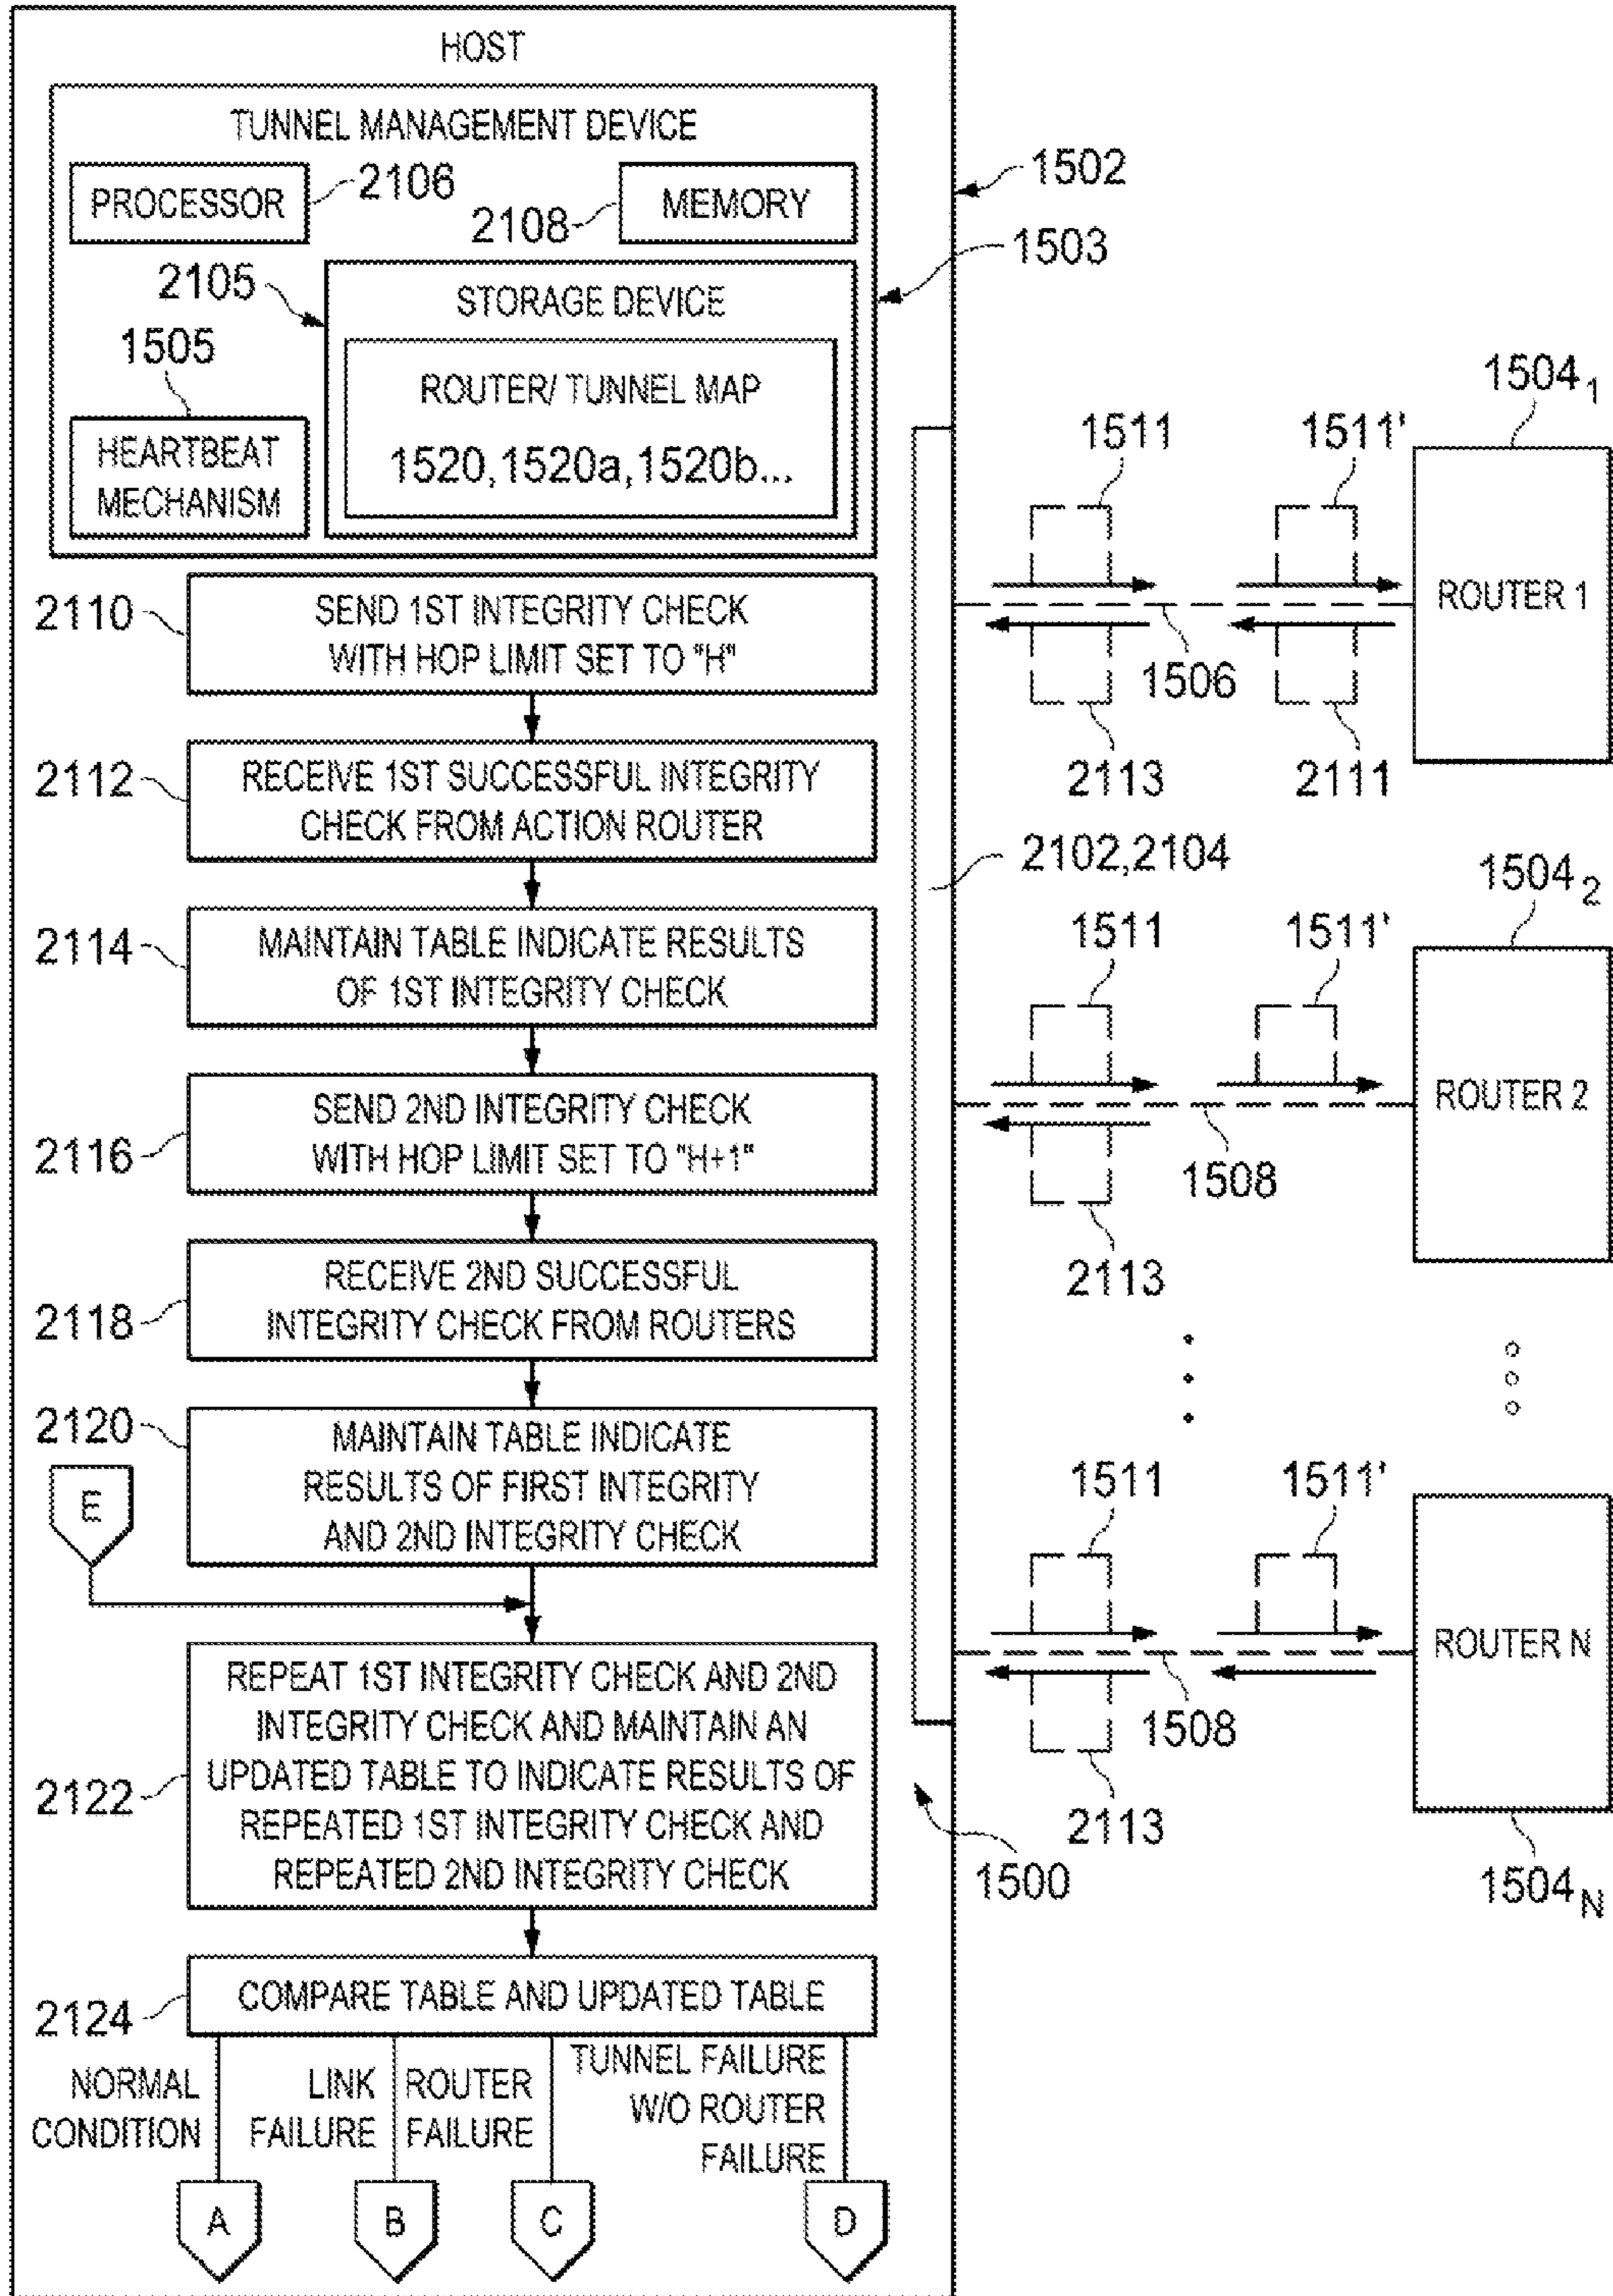 HOST
TUNNEL MANAGEMENT DEVICE
PROCESSOR
2106
2108
MEMORY
1502
1503
2105
STORAGE DEVICE
1505
ROUTER/ TUNNEL MAP
1520,1520a,1520b...
HEARTBEAT
MECHANISM
2110
SEND 1ST INTEGRITY CHECK
WITH HOP LIMIT SET TO "H"
2112
RECEIVE 1ST SUCCESSFUL INTEGRITY
CHECK FROM ACTION ROUTER
2114
MAINTAIN TABLE INDICATE RESULTS
OF 1ST INTEGRITY CHECK
2116
SEND 2ND INTEGRITY CHECK
WITH HOP LIMIT SET TO "H+1"
2118
RECEIVE 2ND SUCCESSFUL
INTEGRITY CHECK FROM ROUTERS
2120
MAINTAIN TABLE INDICATE
RESULTS OF FIRST INTEGRITY
AND 2ND INTEGRITY CHECK
E
2122
REPEAT 1ST INTEGRITY CHECK AND 2ND
INTEGRITY CHECK AND MAINTAIN AN
UPDATED TABLE TO INDICATE RESULTS OF
REPEATED 1ST INTEGRITY CHECK AND
REPEATED 2ND INTEGRITY CHECK
2124
COMPARE TABLE AND UPDATED TABLE
NORMAL
CONDITION
LINK
FAILURE
ROUTER
FAILURE
TUNNEL FAILURE
W/O ROUTER
FAILURE
A
B
C
D
1504₁
1511
1511'
ROUTER 1
1506
2113
2111
2102,2104
1504₂
1511
1511'
ROUTER 2
1508
2113
1511
1511'
ROUTER N
1508
2113
1500
1504N